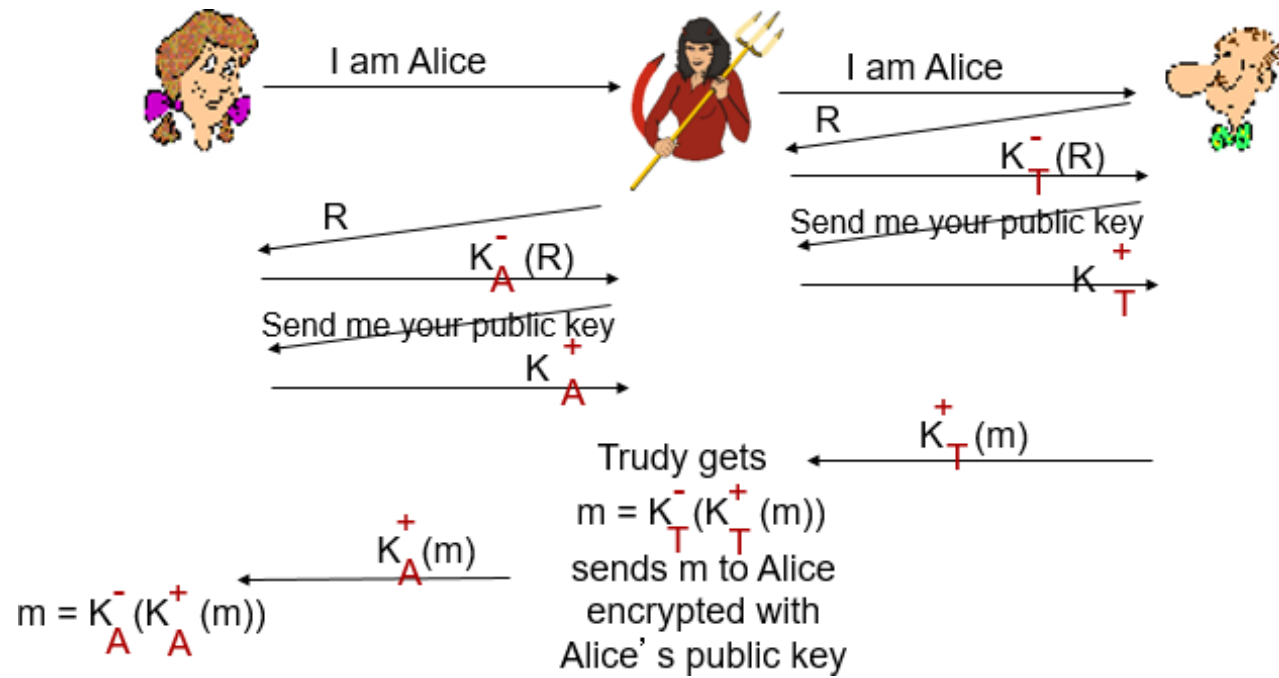 I am Alice
I am Alice
R
K-T(R)
Send me your public key
K+T
R
K-A(R)
Send me your public key
K+A
K+T(m)
Trudy gets
m = K-T(K+T(m))
sends m to Alice
encrypted with
Alice’s public key
K+A(m)
m = K-A(K+A(m))